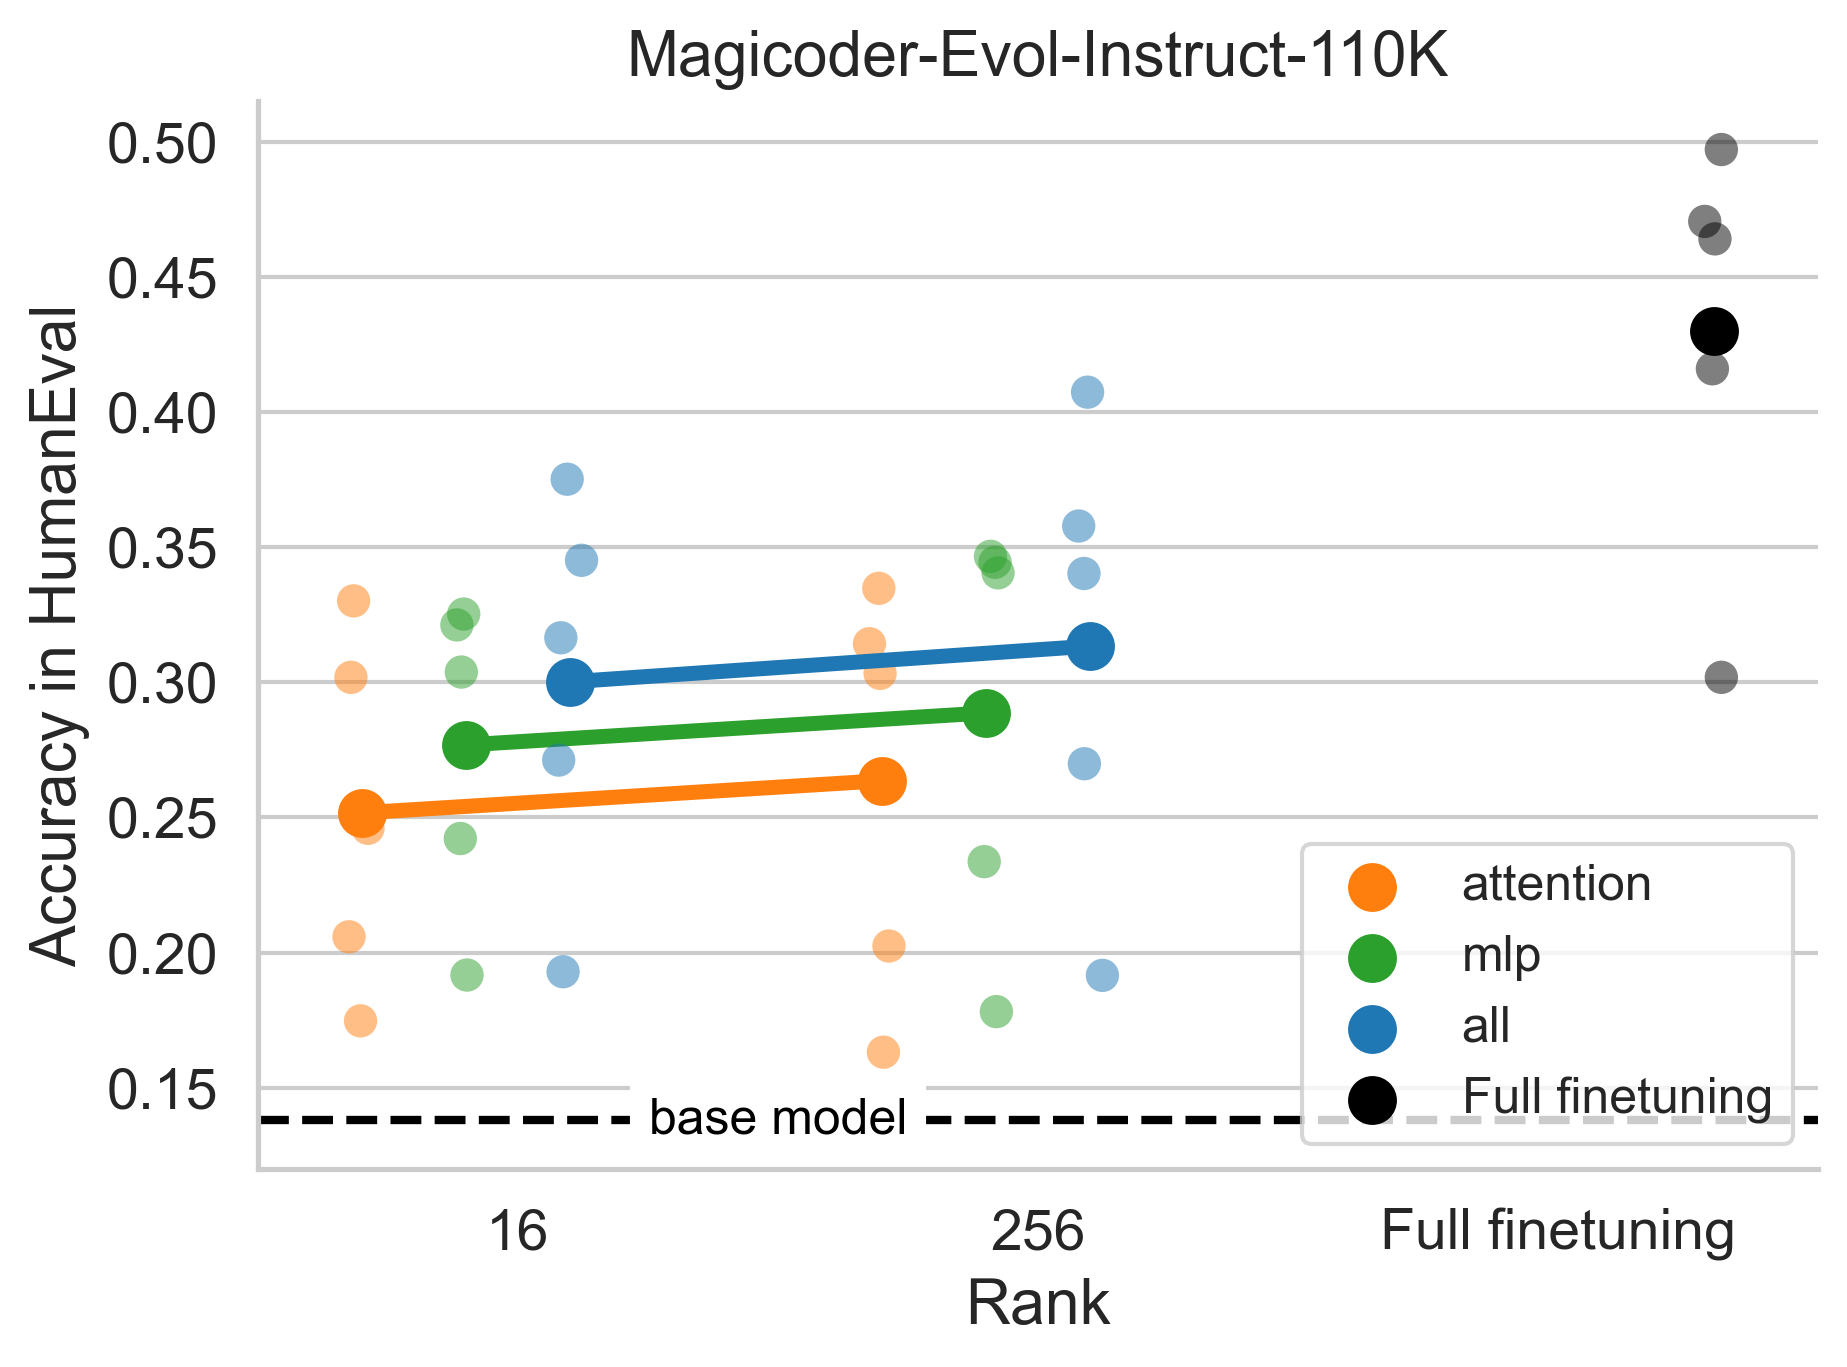 Magicoder-Evol-Instruct-110K
Accuracy in HumanEval
0.50
0.45
0.40
0.35
0.30
0.25
0.20
0.15
base model
attention
mlp
all
Full finetuning
16
256
Full finetuning
Rank